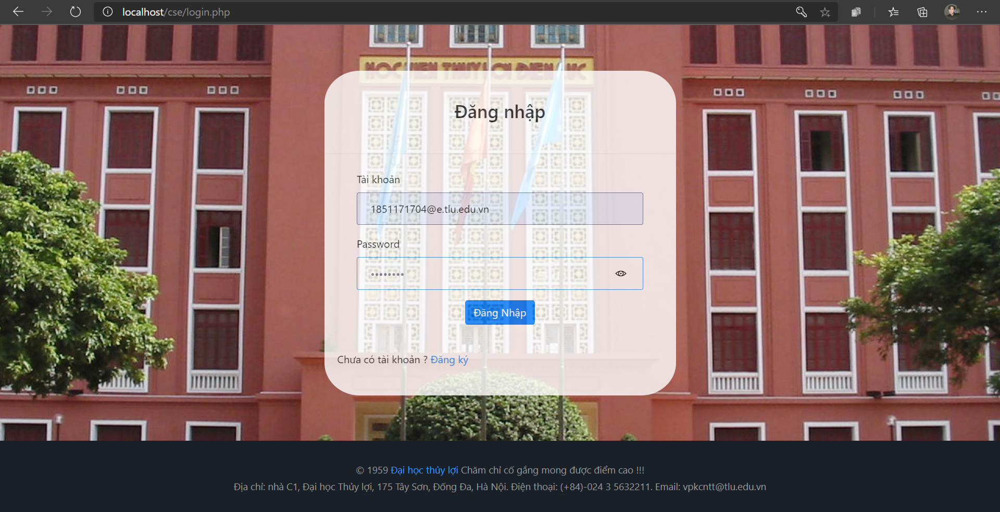 localhost/cse/login.php
Đăng nhập
Tài khoản
1851171704@e.tlu.edu.vn
Password
••••••••
Đăng Nhập
Chưa có tài khoản ? Đăng ký
© 1959 Đại học thủy lợi Chăm chỉ cố gắng mong được điểm cao !!!
Địa chỉ: nhà C1, Đại học Thủy lợi, 175 Tây Sơn, Đống Đa, Hà Nội. Điện thoại: (+84)-024 3 5632211. Email: vpkcntt@tlu.edu.vn